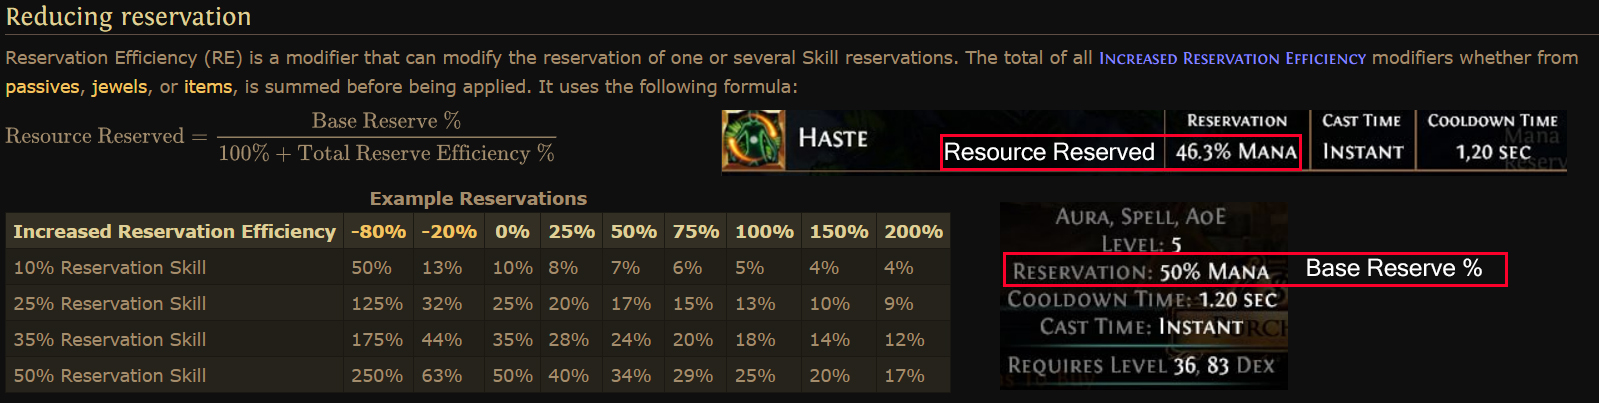 Reducing reservation
Reservation Efficiency (RE) is a modifier that can modify the reservation of one or several Skill reservations. The total of all Increased Reservation Efficiency modifiers whether from
passives, jewels, or items, is summed before being applied. It uses the following formula:
Resource Reserved = Base Reserve % / 100% + Total Reserve Efficiency %
Haste
Resource Reserved
Reservation
46.3% Mana
Cast Time
Instant
Cooldown Time
1,20 sec
Mana
Reserv
Example Reservations
Increased Reservation Efficiency -80% -20% 0% 25% 50% 75% 100% 150% 200%
10% Reservation Skill 50% 13% 10% 8% 7% 6% 5% 4% 4%
25% Reservation Skill 125% 32% 25% 20% 17% 15% 13% 10% 9%
35% Reservation Skill 175% 44% 35% 28% 24% 20% 18% 14% 12%
50% Reservation Skill 250% 63% 50% 40% 34% 29% 25% 20% 17%
Aura, Spell, AoE
Level: 5
Reservation: 50% Mana Base Reserve %
Cooldown Time: 1.20 sec
Cast Time: Instant
Requires Level 36, 83 Dex